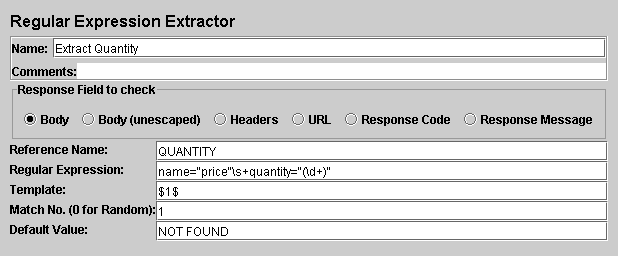 Regular Expression Extractor
Name: Extract Quantity
Comments:
Response Field to check
Body Body (unescaped) Headers URL Response Code Response Message
Reference Name: QUANTITY
Regular Expression: name="price"\s+quantity="(\d+)"
Template: $1$
Match No. (0 for Random): 1
Default Value: NOT FOUND